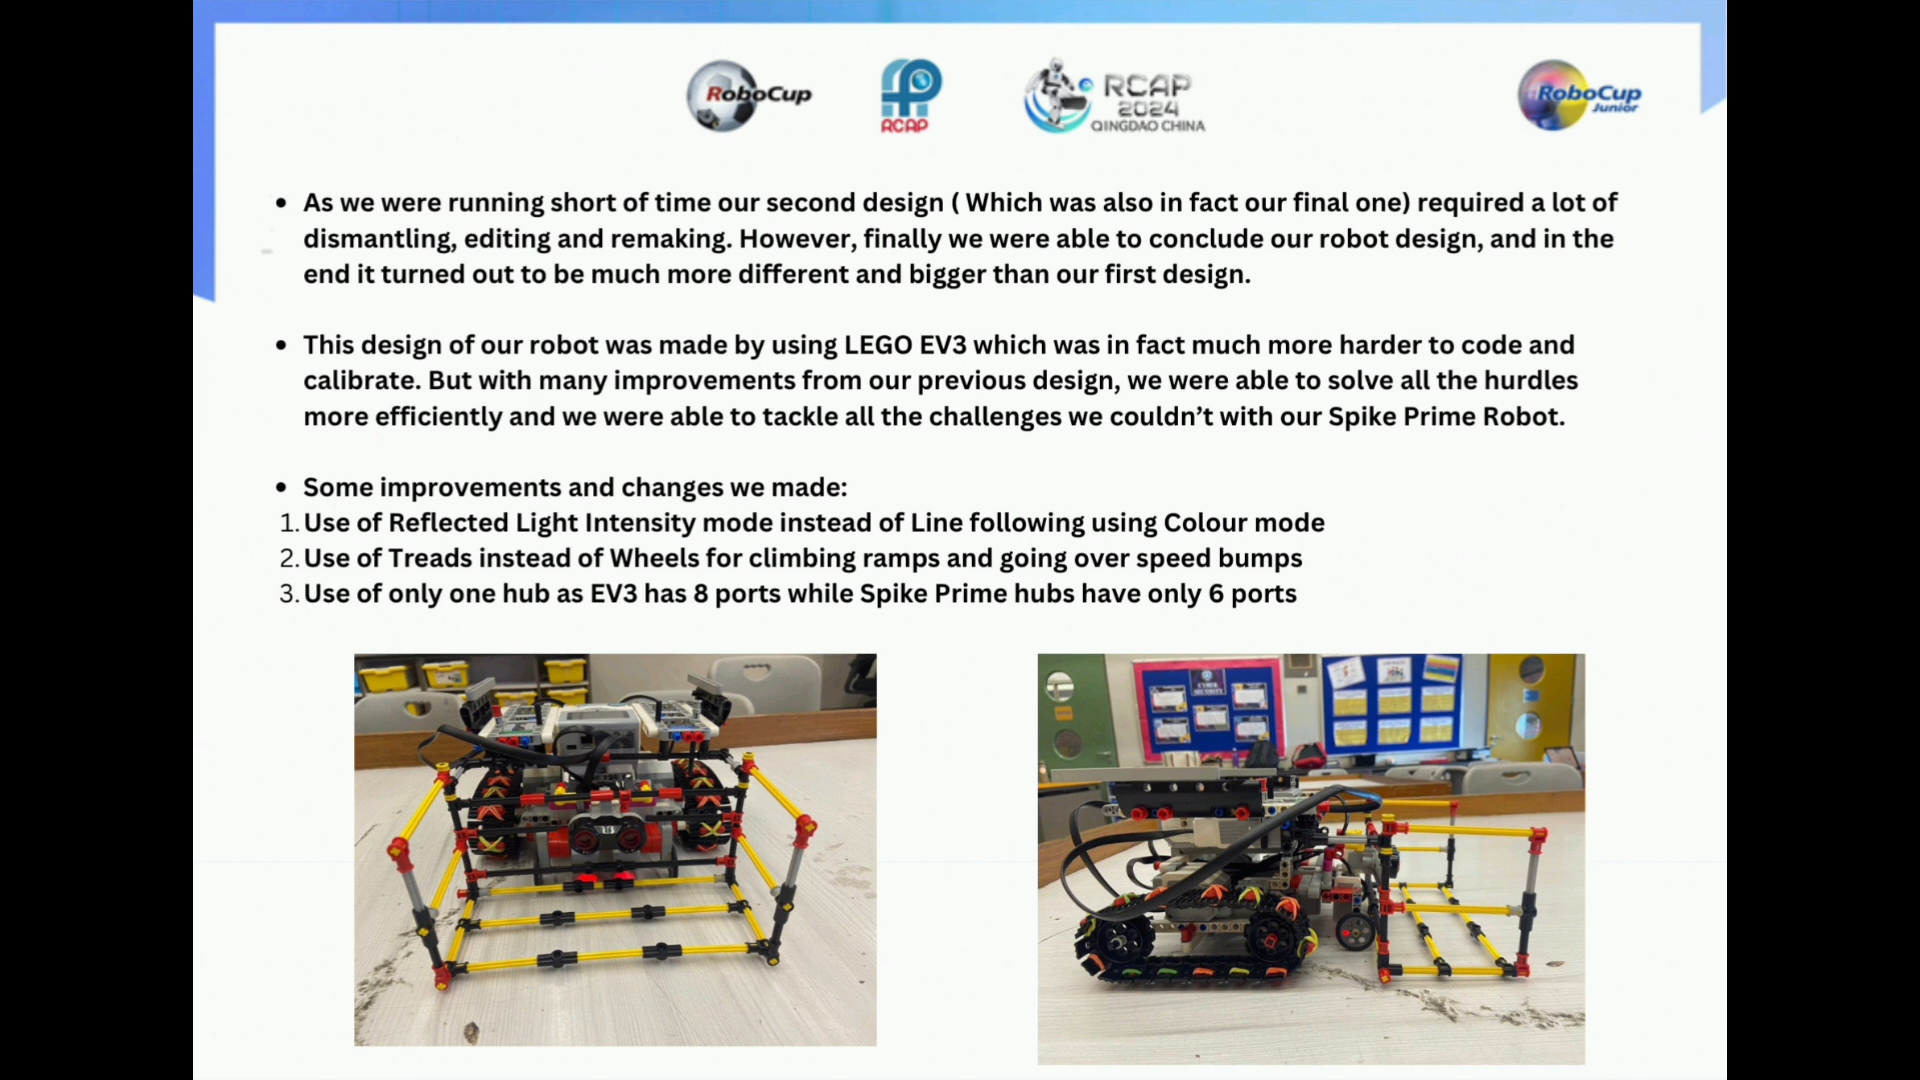 RoboCup
RCAP
RCAP
2024
QINGDAO CHINA
RoboCup
Junior
• As we were running short of time our second design ( Which was also in fact our final one) required a lot of
dismantling, editing and remaking. However, finally we were able to conclude our robot design, and in the
end it turned out to be much more different and bigger than our first design.
• This design of our robot was made by using LEGO EV3 which was in fact much more harder to code and
calibrate. But with many improvements from our previous design, we were able to solve all the hurdles
more efficiently and we were able to tackle all the challenges we couldn’t with our Spike Prime Robot.
• Some improvements and changes we made:
1. Use of Reflected Light Intensity mode instead of Line following using Colour mode
2. Use of Treads instead of Wheels for climbing ramps and going over speed bumps
3. Use of only one hub as EV3 has 8 ports while Spike Prime hubs have only 6 ports
CYBER
SECURITY